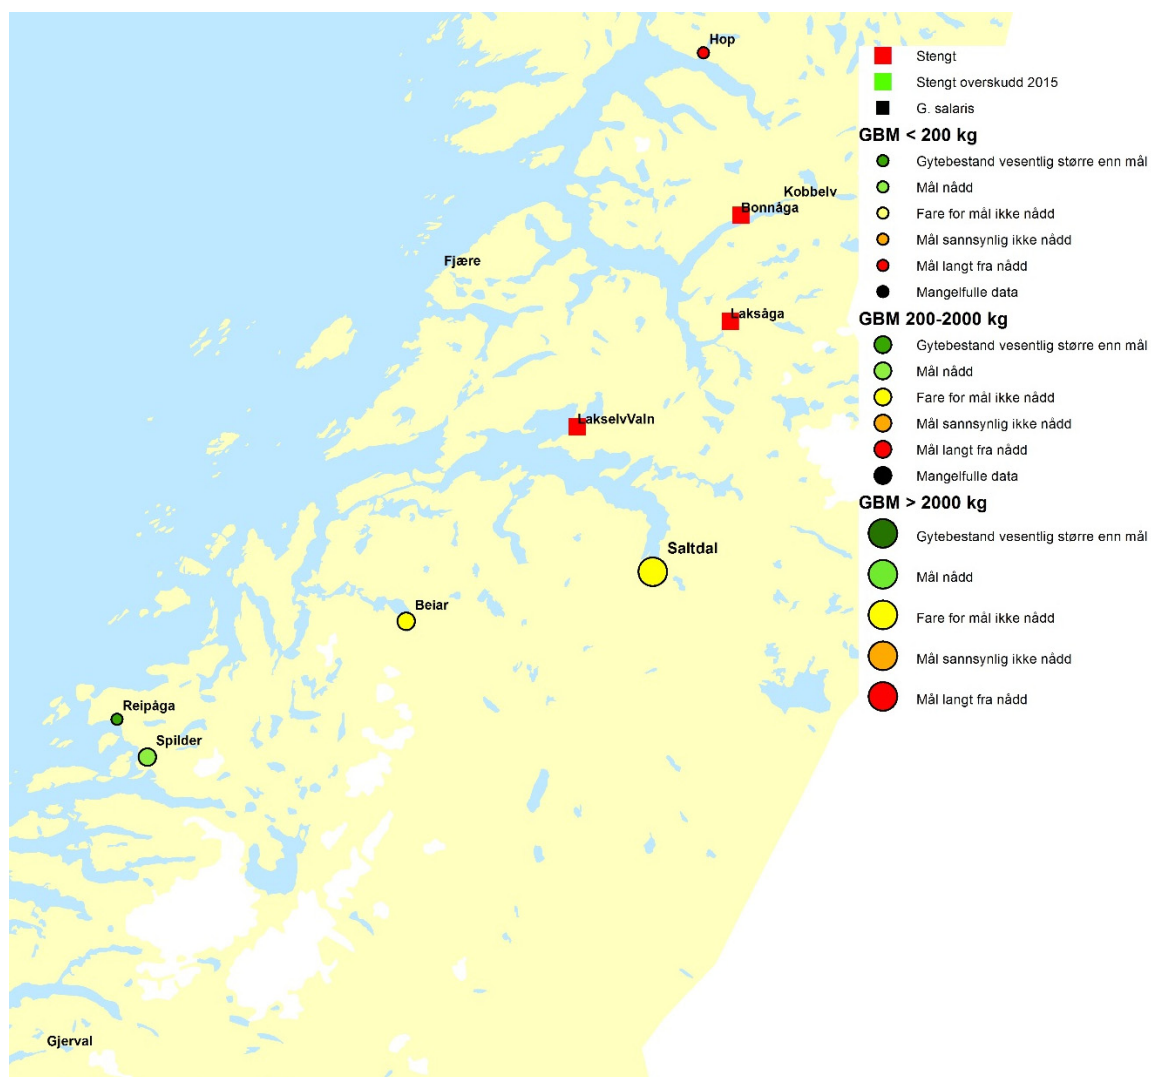 Hop
Kobbelv
Bonnåga
Fjære
Laksåga
LakselvValn
Saltdal
Beiar
Reipåga
Spilder
Gjerval
Stengt
Stengt overskudd 2015
G. salaris
GBM < 200 kg
Gytebestand vesentlig større enn mål
Mål nådd
Fare for mål ikke nådd
Mål sannsynlig ikke nådd
Mål langt fra nådd
Mangelfulle data
GBM 200-2000 kg
Gytebestand vesentlig større enn mål
Mål nådd
Fare for mål ikke nådd
Mål sannsynlig ikke nådd
Mål langt fra nådd
Mangelfulle data
GBM > 2000 kg
Gytebestand vesentlig større enn mål
Mål nådd
Fare for mål ikke nådd
Mål sannsynlig ikke nådd
Mål langt fra nådd